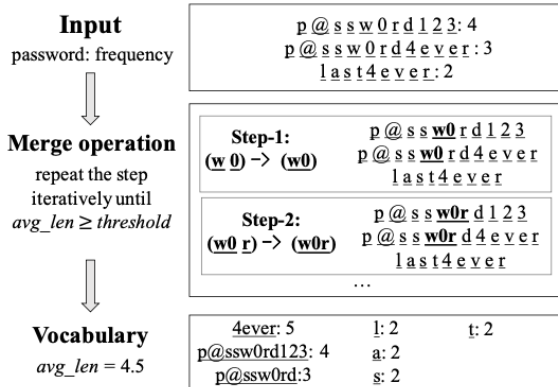 Input
password: frequency
p @ s s w 0 r d 1 2 3: 4
p @ s s w 0 r d 4 e v e r : 3
l a s t 4 e v e r : 2
Merge operation
repeat the step
iteratively until
avg_len ≥ threshold
Step-1:
(w 0) -> (w0)
p @ s s w0 r d 1 2 3
p @ s s w0 r d 4 e v e r
l a s t 4 e v e r
Step-2:
(w0 r) -> (w0r)
p @ s s w0r d 1 2 3
p @ s s w0r d 4 e v e r
l a s t 4 e v e r
...
Vocabulary
avg_len = 4.5
4ever: 5 l: 2 t: 2
p@ssw0rd123: 4 a: 2
p@ssw0rd:3 s: 2